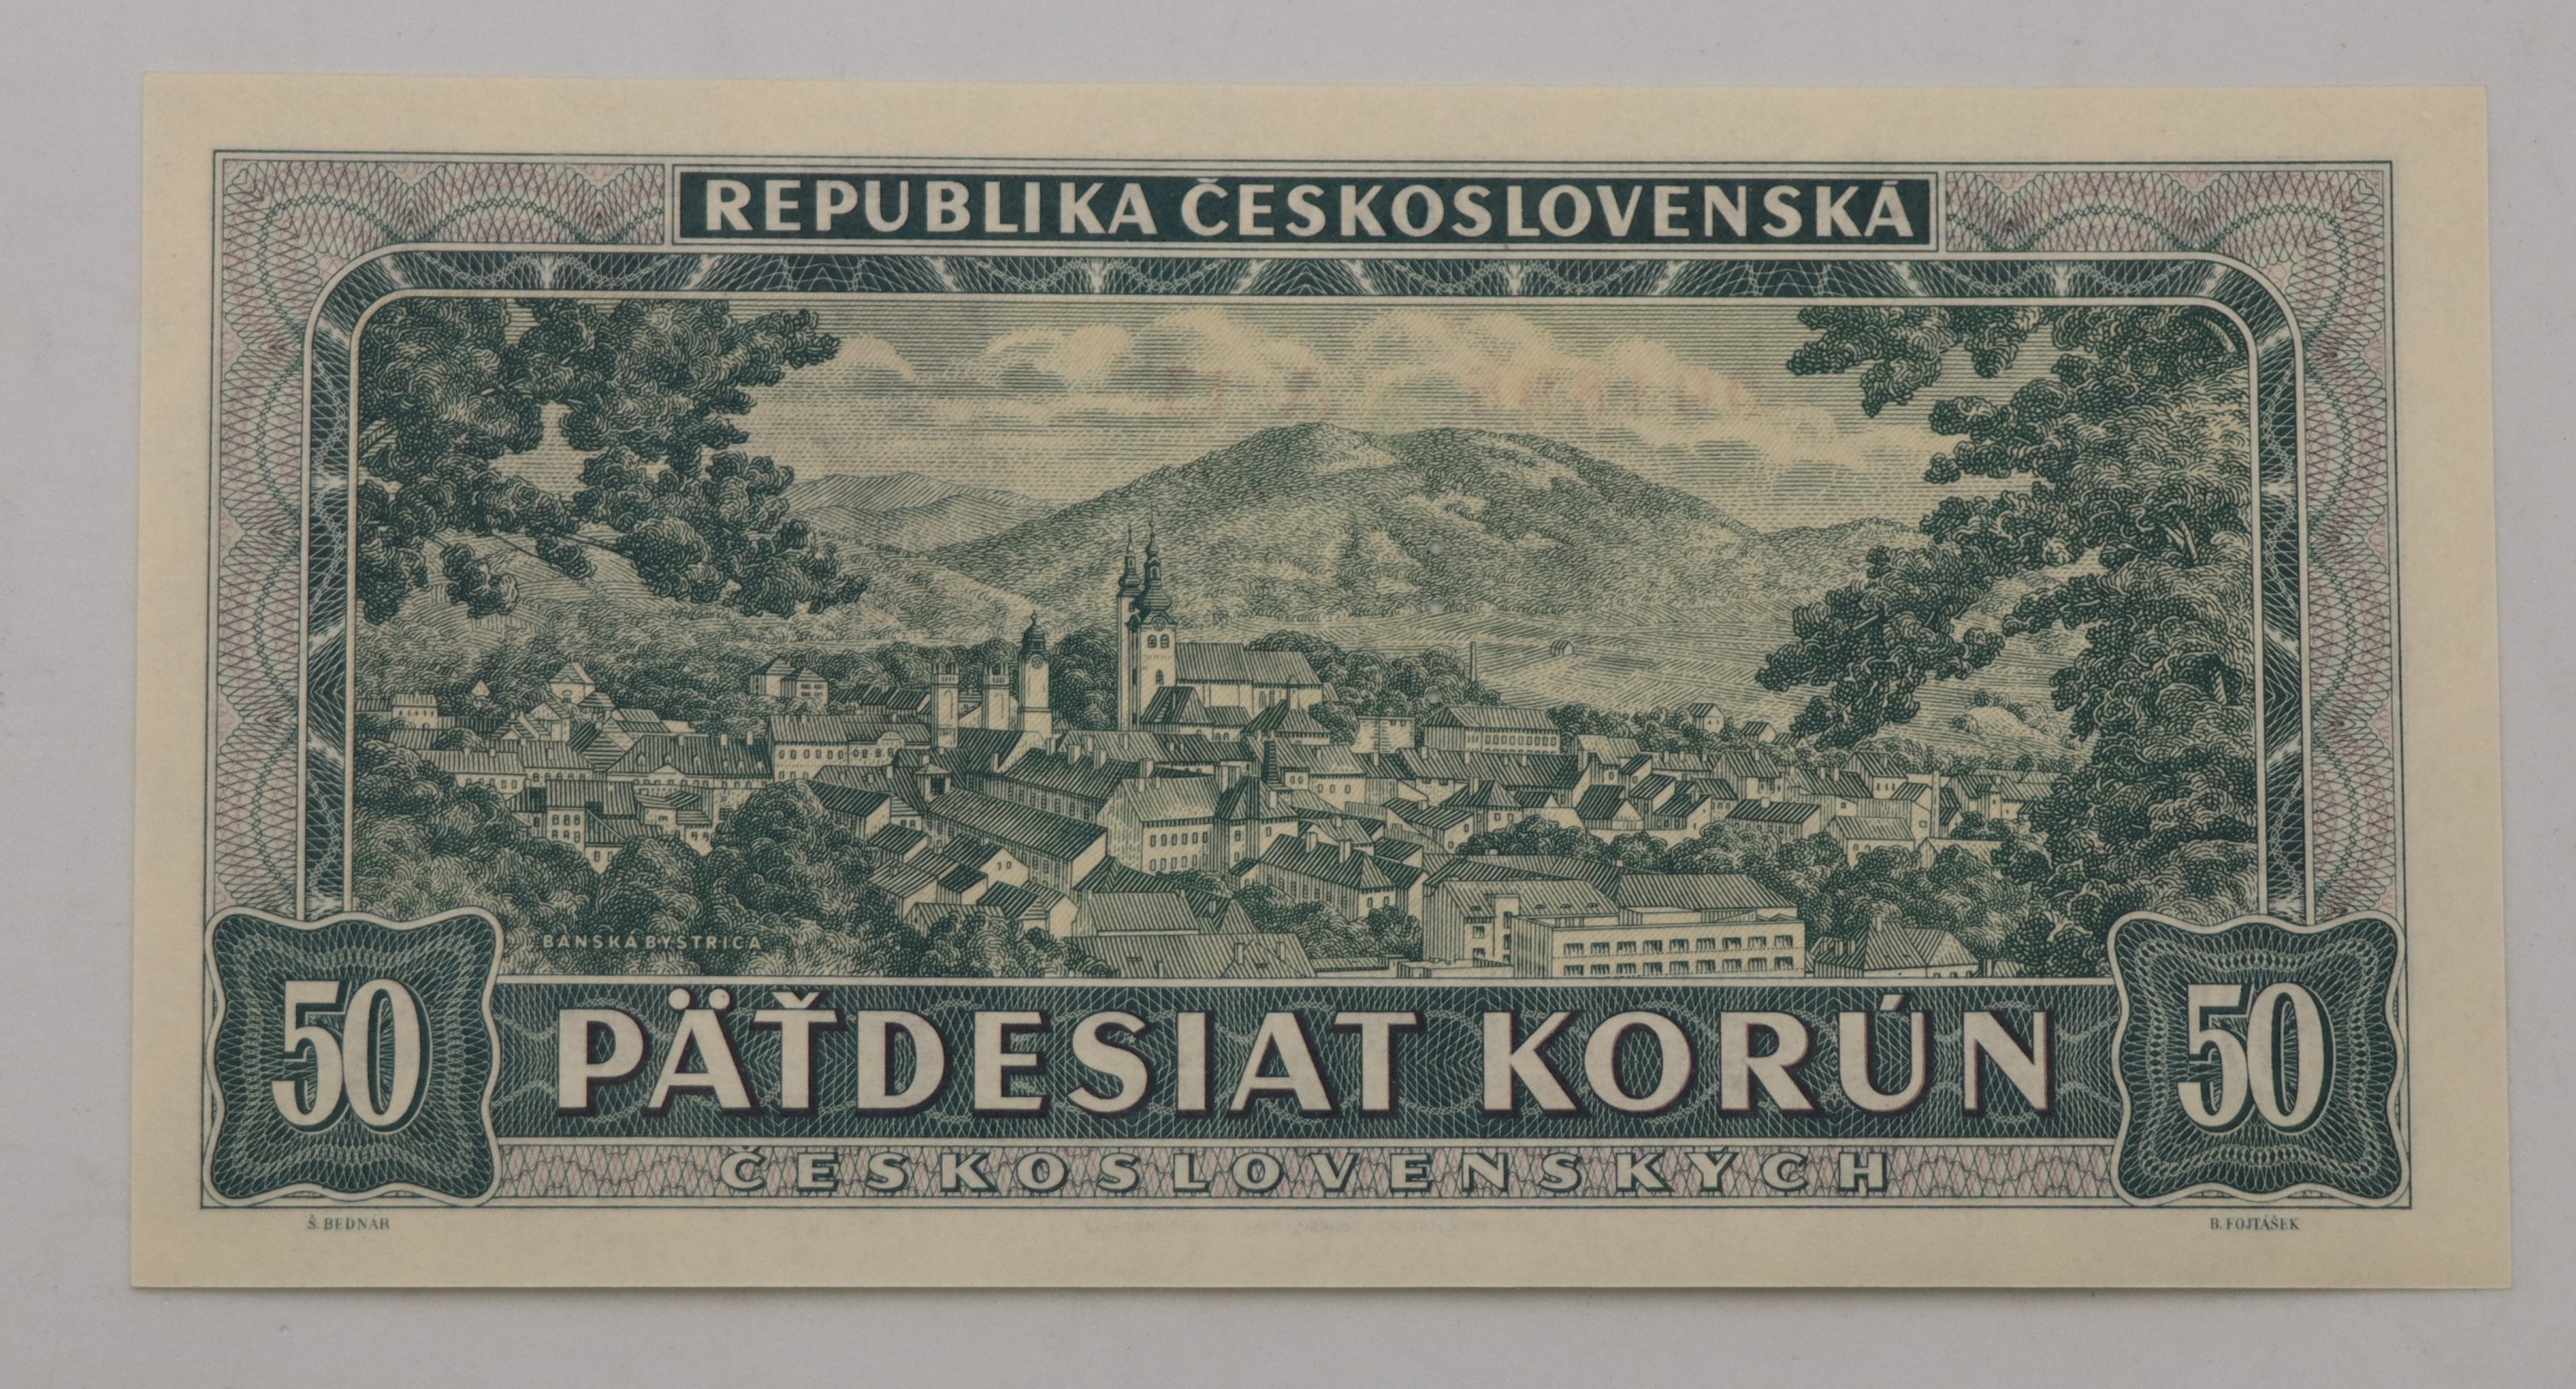 REPUBLIKA ČESKOSLOVENSKÁ
BANSKÁ BYSTRICA
50 PÄŤDESIAT KORÚN 50
ČESKOSLOVENSKÝCH
Š. BEDNÁR B. FOJTÁŠEK